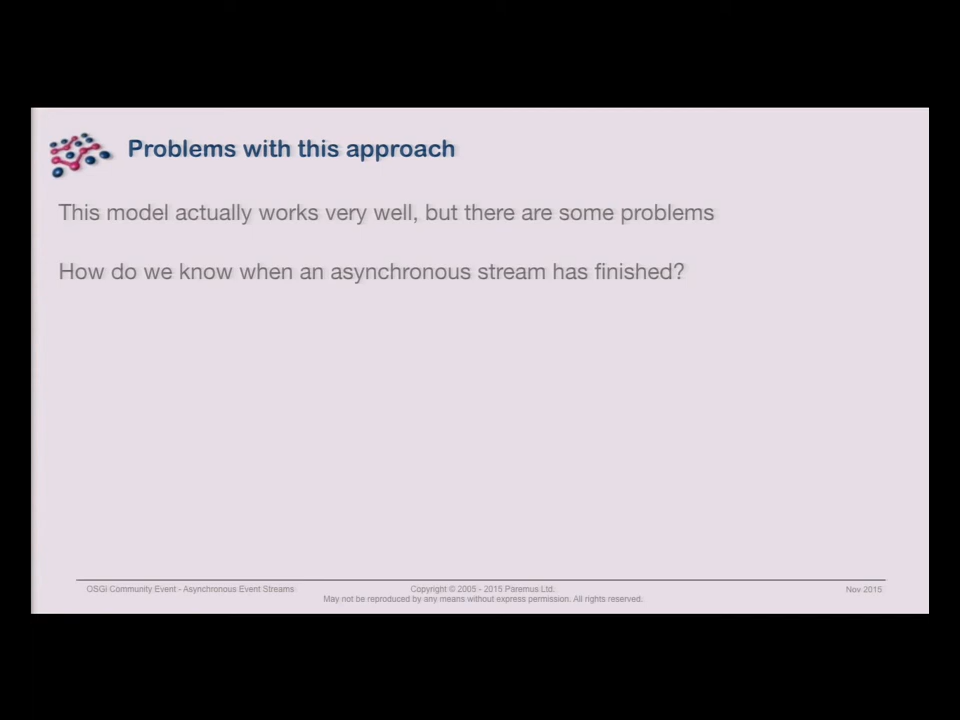 Problems with this approach
This model actually works very well, but there are some problems
How do we know when an asynchronous stream has finished?
OSGi Community Event - Asynchronous Event Streams
Copyright © 2005 - 2015 Paremus Ltd.
May not be reproduced by any means without express permission. All rights reserved.
Nov 2015